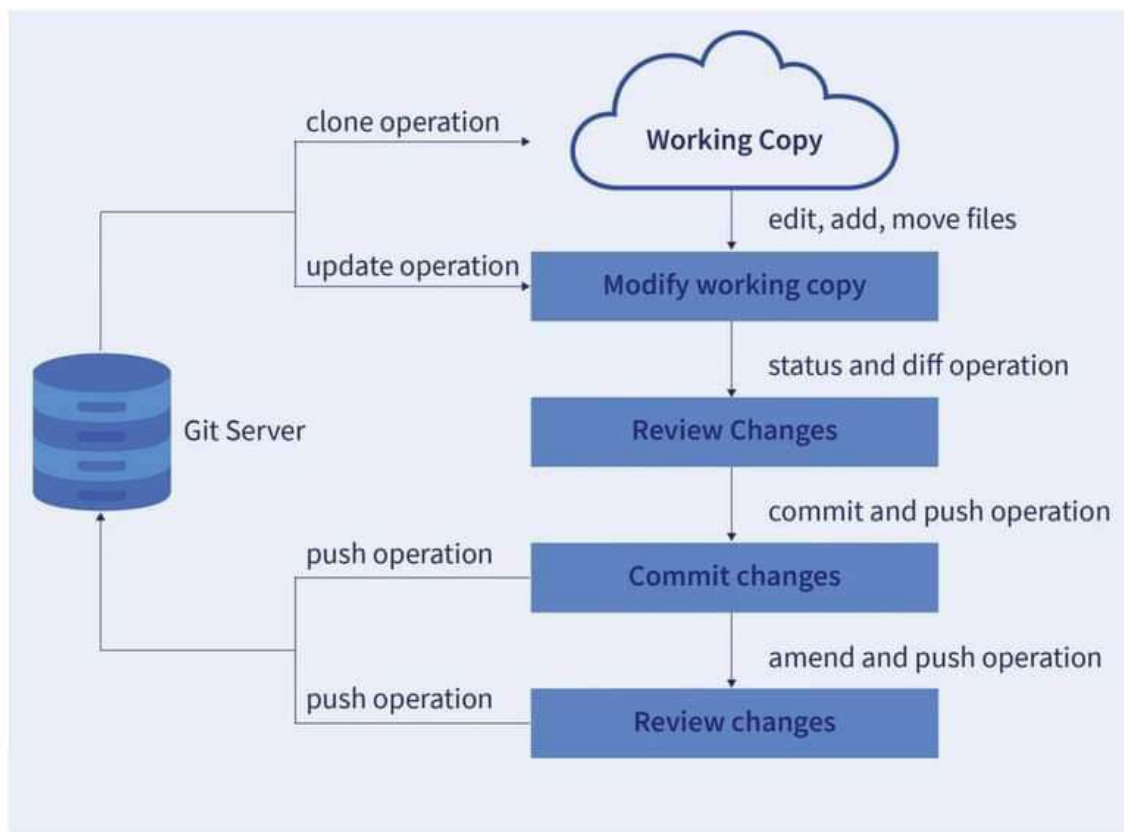 clone operation
Working Copy
edit, add, move files
update operation
Modify working copy
status and diff operation
Review Changes
Git Server
commit and push operation
push operation
Commit changes
amend and push operation
push operation
Review changes